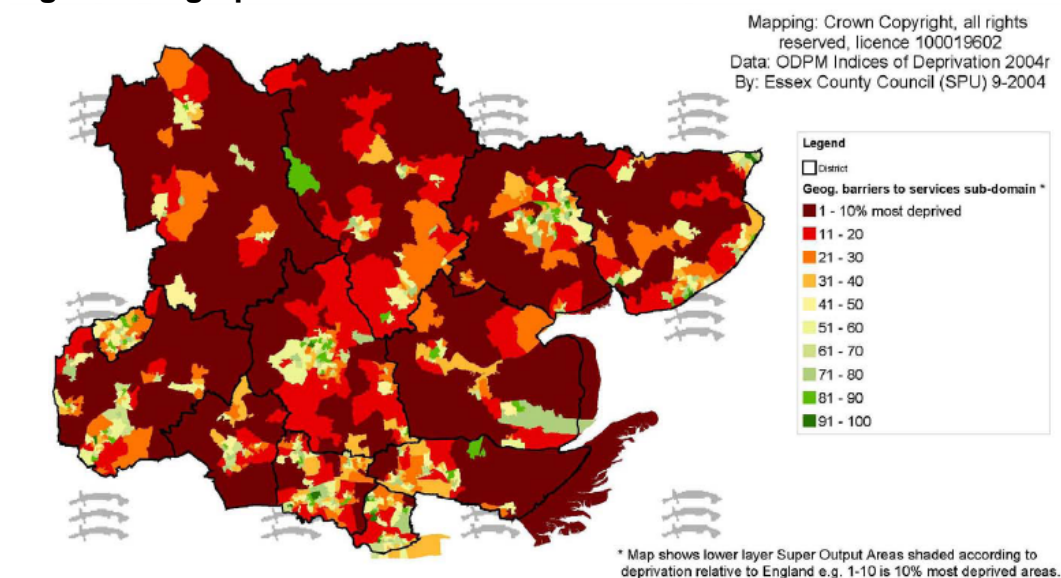 Mapping: Crown Copyright, all rights
reserved, licence 100019602
Data: ODPM Indices of Deprivation 2004r
By: Essex County Council (SPU) 9-2004
Legend
District
Geog. barriers to services sub-domain *
1 - 10% most deprived
11 - 20
21 - 30
31 - 40
41 - 50
51 - 60
61 - 70
71 - 80
81 - 90
91 - 100
* Map shows lower layer Super Output Areas shaded according to
deprivation relative to England e.g. 1-10 is 10% most deprived areas.